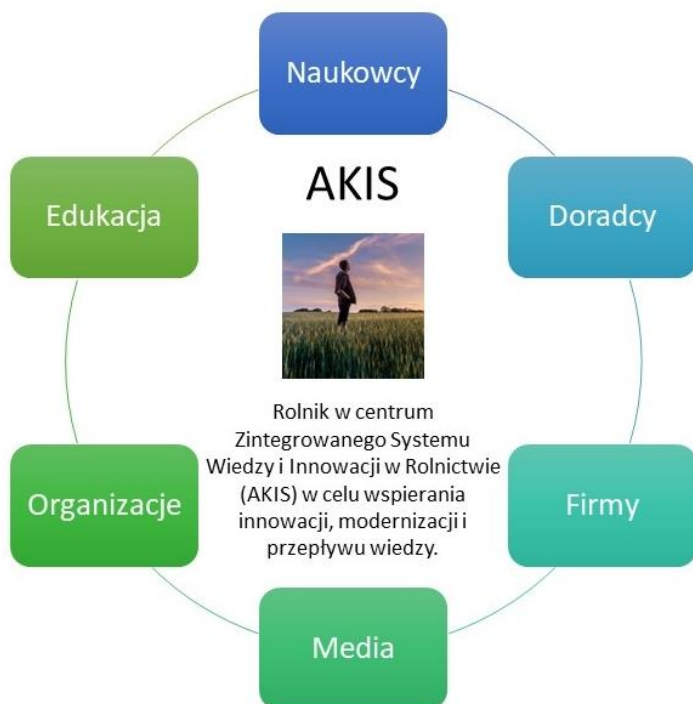 Naukowcy
AKIS
Edukacja
Doradcy
Rolnik w centrum
Zintegrowanego Systemu
Wiedzy i Innowacji w Rolnictwie
(AKIS) w celu wspierania
innowacji, modernizacji i
przepływu wiedzy.
Organizacje
Firmy
Media